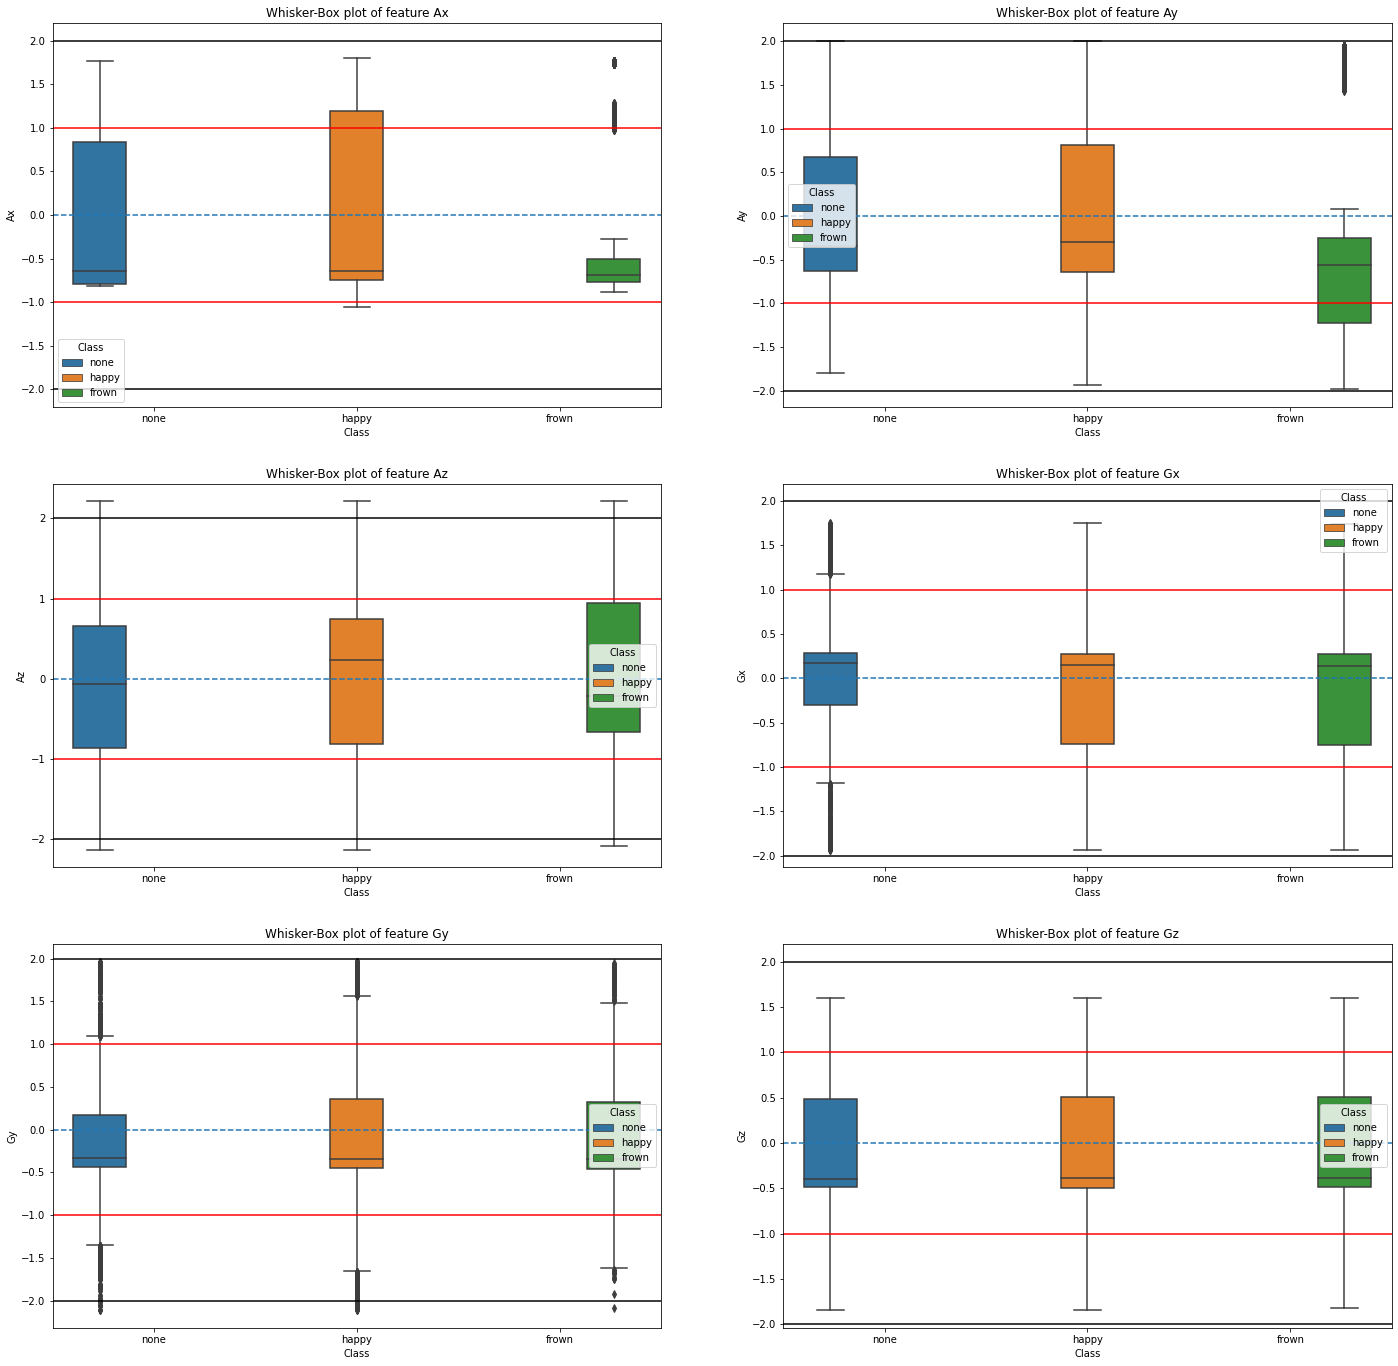 Whisker-Box plot of feature Ax
2.0
1.5
1.0
0.5
0.0
−0.5
−1.0
−1.5
−2.0
Ax
Class
none
happy
frown
none happy frown
Class
Whisker-Box plot of feature Ay
2.0
1.5
1.0
0.5
0.0
−0.5
−1.0
−1.5
−2.0
Ay
Class
none
happy
frown
none happy frown
Class
Whisker-Box plot of feature Az
2
1
0
−1
−2
Az
Class
none
happy
frown
none happy frown
Class
Whisker-Box plot of feature Gx
2.0
1.5
1.0
0.5
0.0
−0.5
−1.0
−1.5
−2.0
Gx
Class
none
happy
frown
none happy frown
Class
Whisker-Box plot of feature Gy
2.0
1.5
1.0
0.5
0.0
−0.5
−1.0
−1.5
−2.0
Gy
Class
none
happy
frown
none happy frown
Class
Whisker-Box plot of feature Gz
2.0
1.5
1.0
0.5
0.0
−0.5
−1.0
−1.5
−2.0
Gz
Class
none
happy
frown
none happy frown
Class